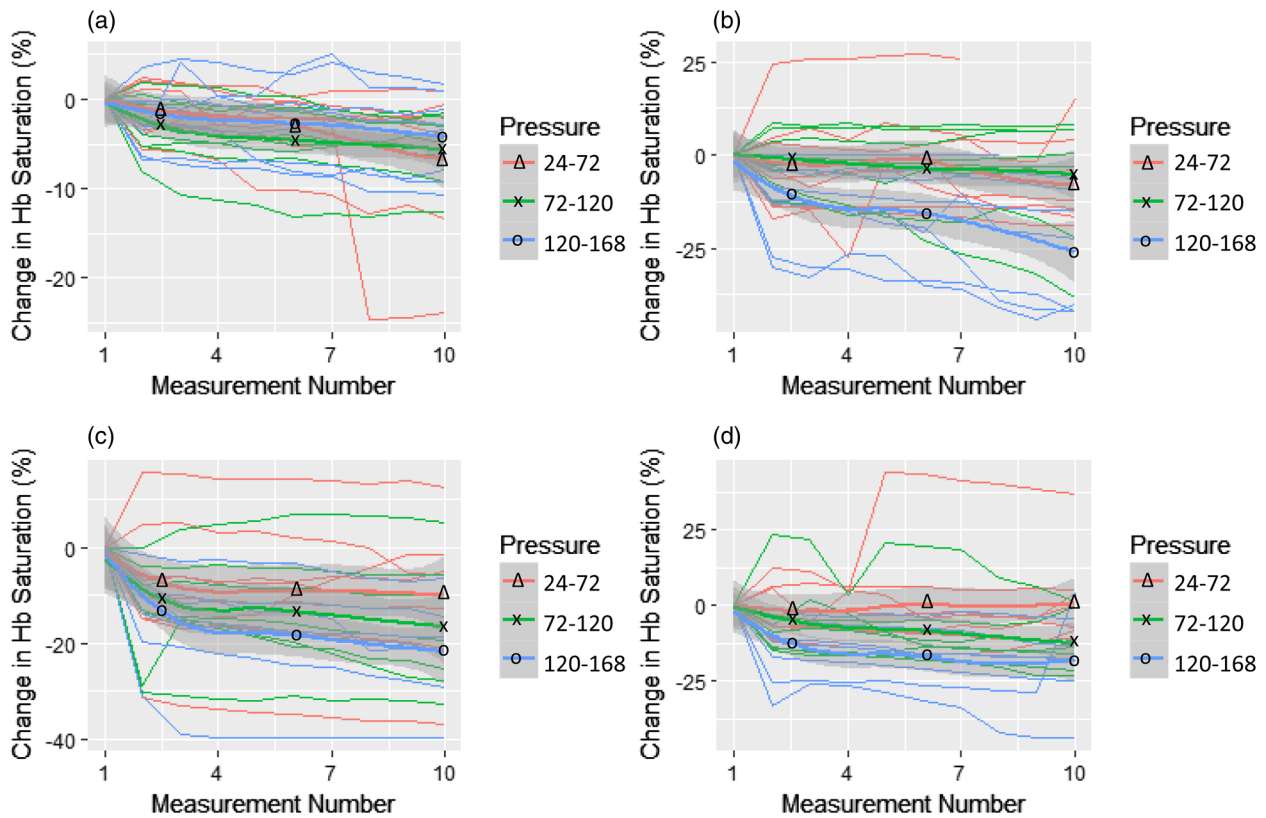 (a)
Change in Hb Saturation (%)
0
-10
-20
1 4 7 10
Measurement Number
Pressure
24-72
72-120
120-168
(b)
Change in Hb Saturation (%)
25
0
-25
1 4 7 10
Measurement Number
Pressure
24-72
72-120
120-168
(c)
Change in Hb Saturation (%)
0
-20
-40
1 4 7 10
Measurement Number
Pressure
24-72
72-120
120-168
(d)
Change in Hb Saturation (%)
25
0
-25
1 4 7 10
Measurement Number
Pressure
24-72
72-120
120-168